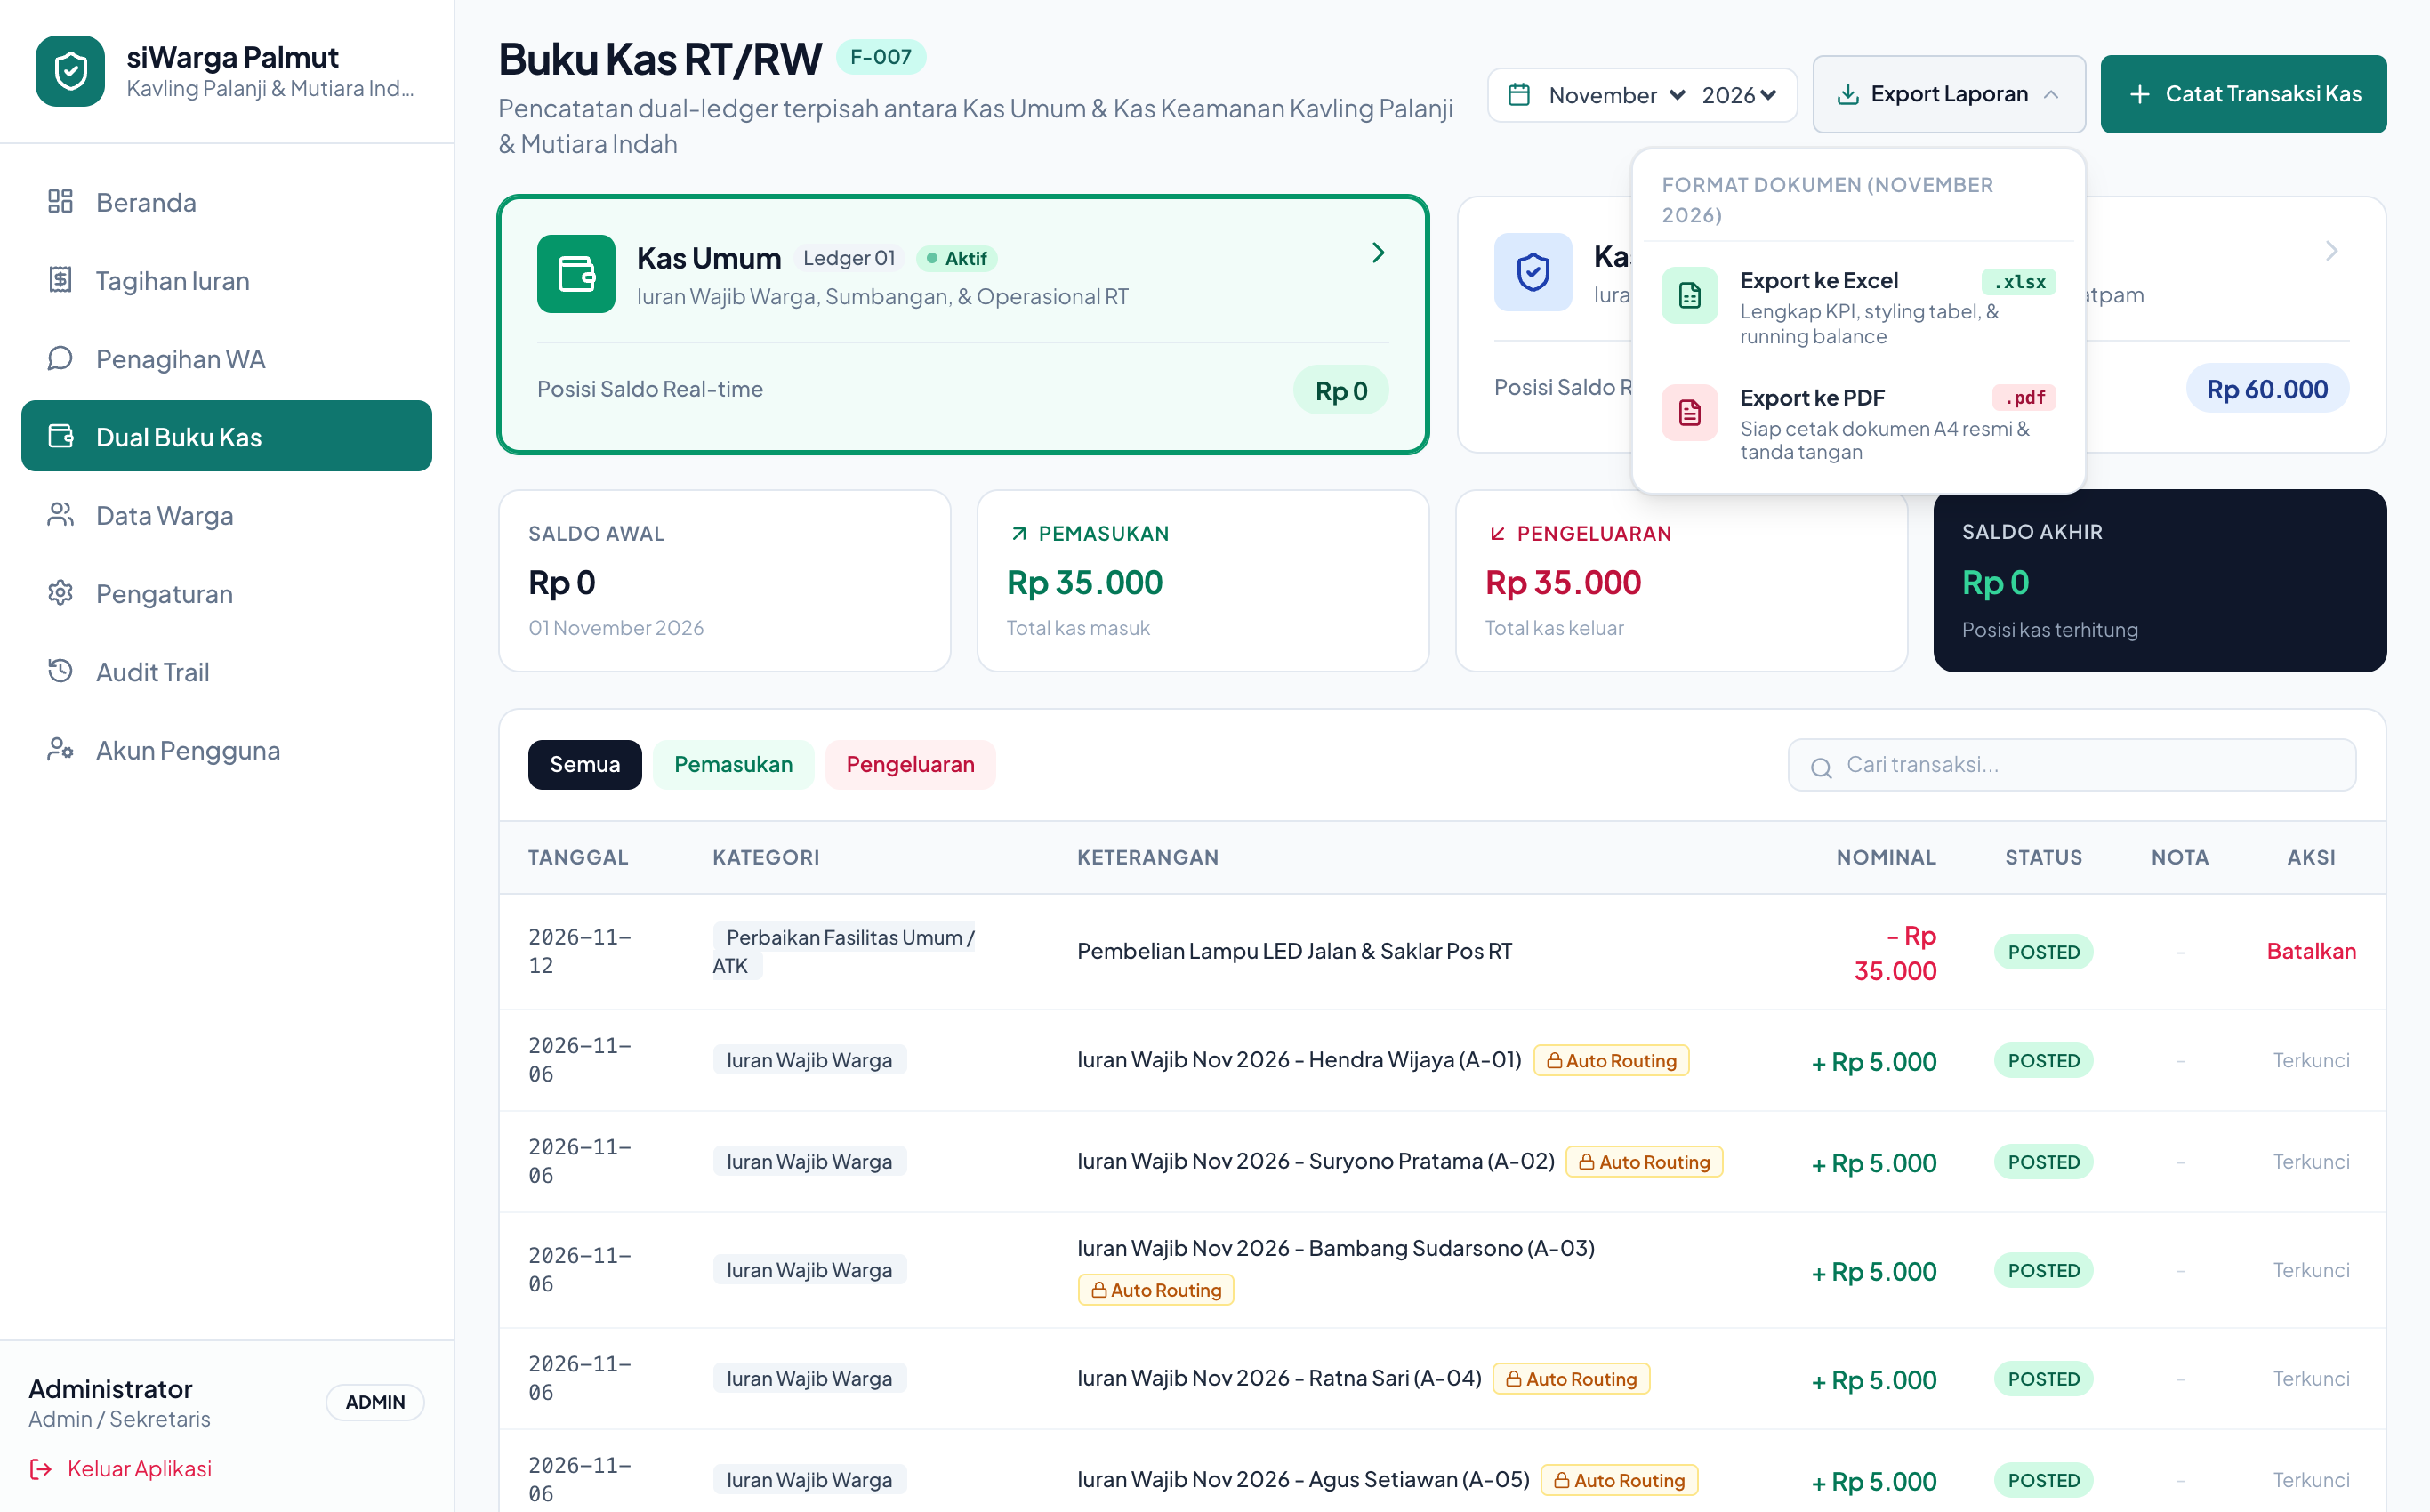 siWarga Palmut
Kavling Palanji & Mutiara Ind...
Beranda
Tagihan Iuran
Penagihan WA
Dual Buku Kas
Data Warga
Pengaturan
Audit Trail
Akun Pengguna
Administrator
Admin / Sekretaris
ADMIN
Keluar Aplikasi
Buku Kas RT/RW
F-007
Pencatatan dual-ledger terpisah antara Kas Umum & Kas Keamanan Kavling Palanji
& Mutiara Indah
November
2026
Export Laporan
Catat Transaksi Kas
FORMAT DOKUMEN (NOVEMBER
2026)
Export ke Excel
.xlsx
Lengkap KPI, styling tabel, &
running balance
Export ke PDF
.pdf
Siap cetak dokumen A4 resmi &
tanda tangan
Kas Umum
Ledger 01
Aktif
Iuran Wajib Warga, Sumbangan, & Operasional RT
Posisi Saldo Real-time
Rp 0
Posisi Saldo
Rp 60.000
SALDO AWAL
Rp 0
01 November 2026
PEMASUKAN
Rp 35.000
Total kas masuk
PENGELUARAN
Rp 35.000
Total kas keluar
SALDO AKHIR
Rp 0
Posisi kas terhitung
Semua
Pemasukan
Pengeluaran
Cari transaksi...
TANGGAL KATEGORI KETERANGAN NOMINAL STATUS NOTA AKSI
2026-11-
12
Perbaikan Fasilitas Umum /
ATK
Pembelian Lampu LED Jalan & Saklar Pos RT
- Rp
35.000
POSTED
-
Batalkan
2026-11-
06
Iuran Wajib Warga
Iuran Wajib Nov 2026 - Hendra Wijaya (A-01)
Auto Routing
+ Rp 5.000
POSTED
-
Terkunci
2026-11-
06
Iuran Wajib Warga
Iuran Wajib Nov 2026 - Suryono Pratama (A-02)
Auto Routing
+ Rp 5.000
POSTED
-
Terkunci
2026-11-
06
Iuran Wajib Warga
Iuran Wajib Nov 2026 - Bambang Sudarsono (A-03)
Auto Routing
+ Rp 5.000
POSTED
-
Terkunci
2026-11-
06
Iuran Wajib Warga
Iuran Wajib Nov 2026 - Ratna Sari (A-04)
Auto Routing
+ Rp 5.000
POSTED
-
Terkunci
2026-11-
06
Iuran Wajib Warga
Iuran Wajib Nov 2026 - Agus Setiawan (A-05)
Auto Routing
+ Rp 5.000
POSTED
-
Terkunci